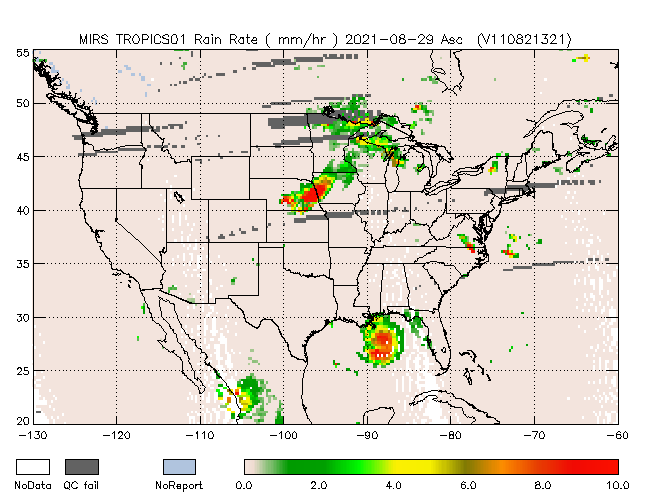 MIRS TROPICS01 Rain Rate ( mm/hr ) 2021-08-29 Asc (V110821321)
55
50
45
40
35
30
25
20
-130 -120 -110 -100 -90 -80 -70 -60
NoData QC fail NoReport 0.0 2.0 4.0 6.0 8.0 10.0